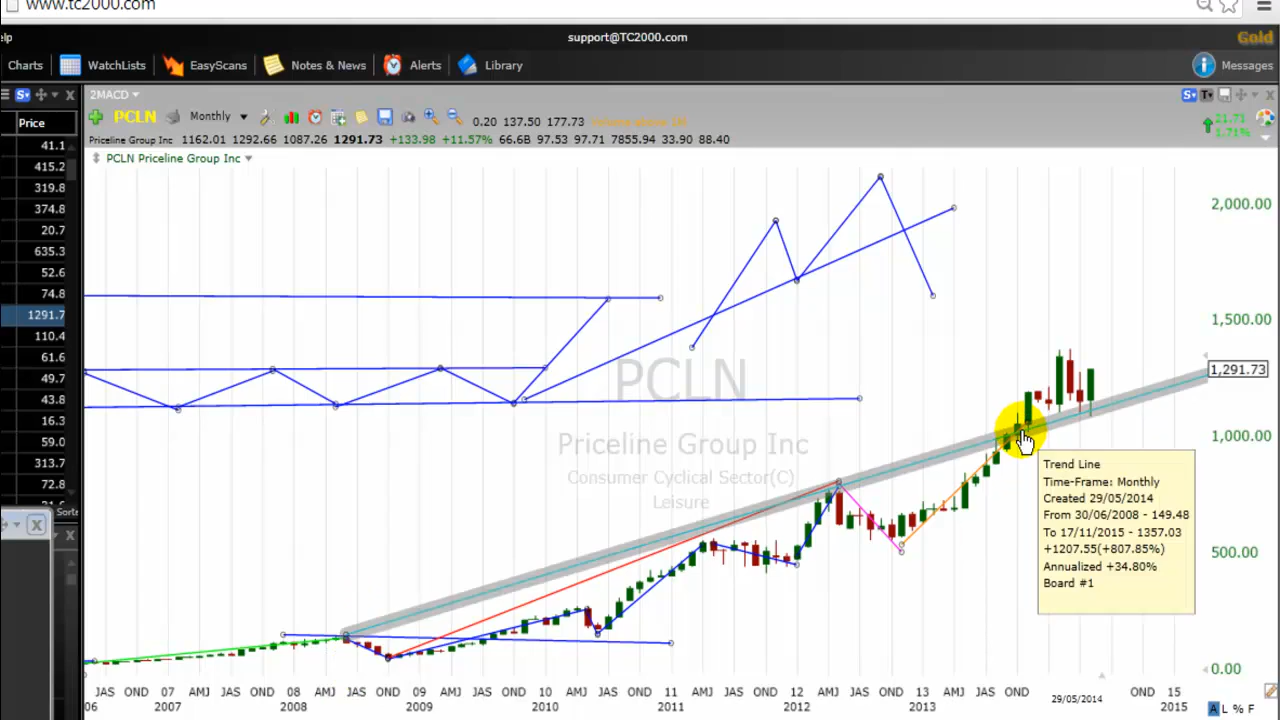 www.tc2000.com
elp
support@TC2000.com
Gold
Charts
WatchLists
EasyScans
Notes & News
Alerts
Library
Messages
Price
41.1
415.2
319.8
374.8
20.7
635.3
52.6
74.8
1291.7
110.4
61.6
49.7
43.8
16.3
59.0
313.7
72.8
Sorte
2MACD
PCLN Monthly 0.20 137.50 177.73
Priceline Group Inc 1162.01 1292.66 1087.26 1291.73 +133.98 +11.57% 66.6B 97.53 97.71 7855.94 33.90 88.40
21.71
1.71%
PCLN Priceline Group Inc
2,000.00
1,500.00
1,291.73
1,000.00
500.00
0.00
PCLN
Priceline Group Inc
Consumer Cyclical Sector(C)
Leisure
Trend Line
Time-Frame: Monthly
Created 29/05/2014
From 30/06/2008 - 149.48
To 17/11/2015 - 1357.03
+1207.55(+807.85%)
Annualized +34.80%
Board #1
JAS OND 07 AMJ OND 08 AMJ OND 09 AMJ OND 10 AMJ OND 11 AMJ OND 12 AMJ OND 13 AMJ JAS OND 29/05/2014 OND 15
06 2007 2008 2009 2010 2011 2012 2013 2015
A L % F